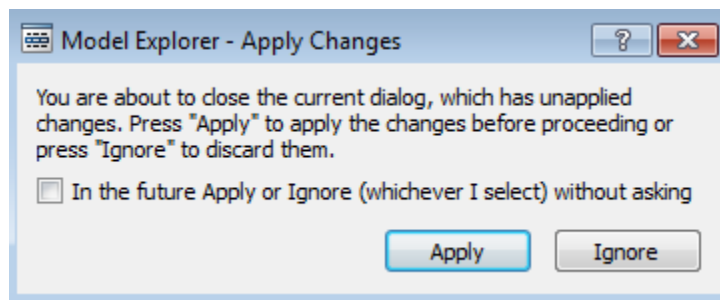 Model Explorer - Apply Changes
You are about to close the current dialog, which has unapplied
changes. Press "Apply" to apply the changes before proceeding or
press "Ignore" to discard them.
In the future Apply or Ignore (whichever I select) without asking
Apply
Ignore